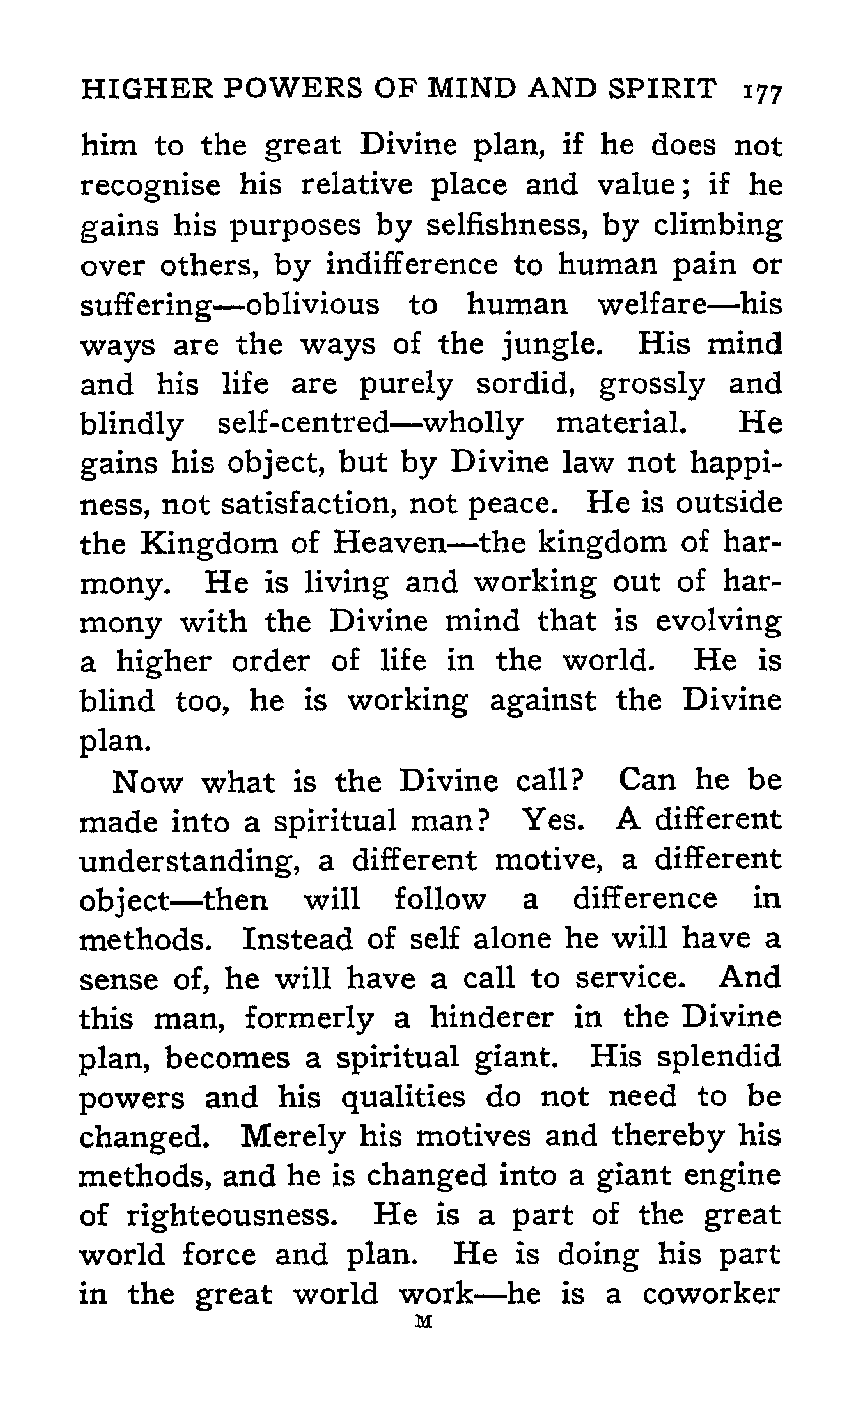 HIGHER POWERS OF MIND AND SPIRIT 177
him to the great Divine plan, if he does not
recognise his relative place and value; if he
gains his purposes by selfishness, by climbing
over others, by indifference to human pain or
suffering—oblivious to human welfare—his
ways are the ways of the jungle. His mind
and his life are purely sordid, grossly and
blindly self-centred—wholly material. He
gains his object, but by Divine law not happi-
ness, not satisfaction, not peace. He is outside
the Kingdom of Heaven—the kingdom of har-
mony. He is living and working out of har-
mony with the Divine mind that is evolving
a higher order of life in the world. He is
blind too, he is working against the Divine
plan.
Now what is the Divine call? Can he be
made into a spiritual man? Yes. A different
understanding, a different motive, a different
object—then will follow a difference in
methods. Instead of self alone he will have a
sense of, he will have a call to service. And
this man, formerly a hinderer in the Divine
plan, becomes a spiritual giant. His splendid
powers and his qualities do not need to be
changed. Merely his motives and thereby his
methods, and he is changed into a giant engine
of righteousness. He is a part of the great
world force and plan. He is doing his part
in the great world work—he is a coworker
M